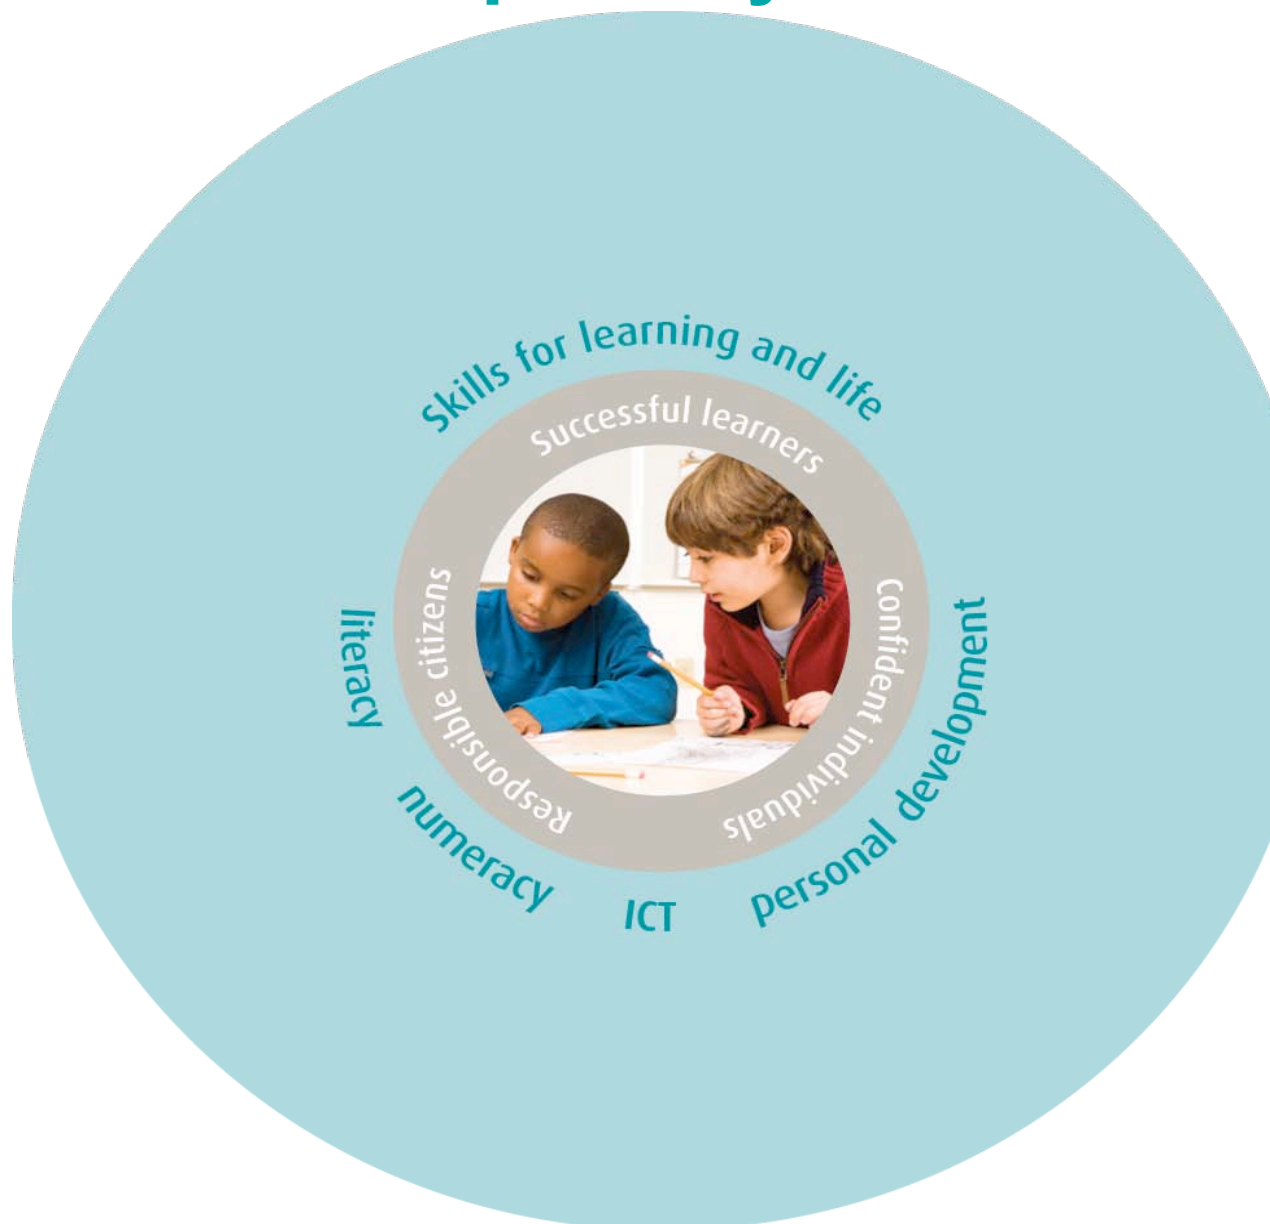 Skills for learning and life
Successful learners
Confident individuals
Responsible citizens
literacy
numeracy
ICT
personal development